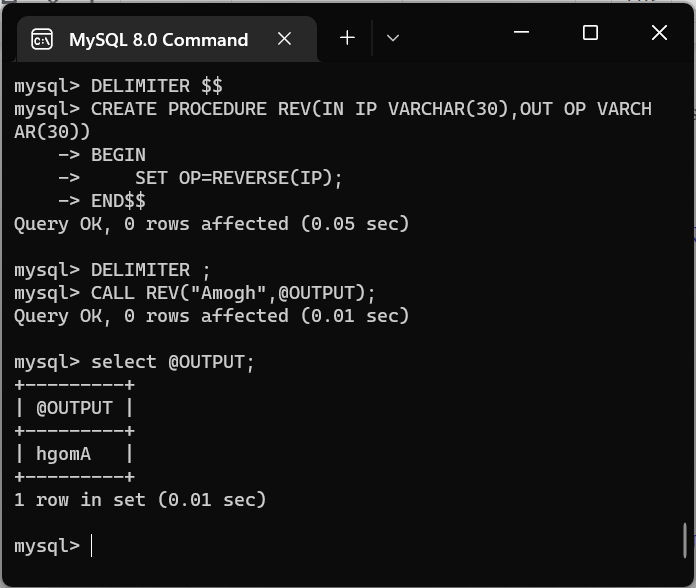 MySQL 8.0 Command
mysql> DELIMITER $$
mysql> CREATE PROCEDURE REV(IN IP VARCHAR(30),OUT OP VARCH
AR(30))
    -> BEGIN
    ->     SET OP=REVERSE(IP);
    -> END$$
Query OK, 0 rows affected (0.05 sec)

mysql> DELIMITER ;
mysql> CALL REV("Amogh",@OUTPUT);
Query OK, 0 rows affected (0.01 sec)

mysql> select @OUTPUT;
+---------+
| @OUTPUT |
+---------+
| hgomA   |
+---------+
1 row in set (0.01 sec)

mysql>